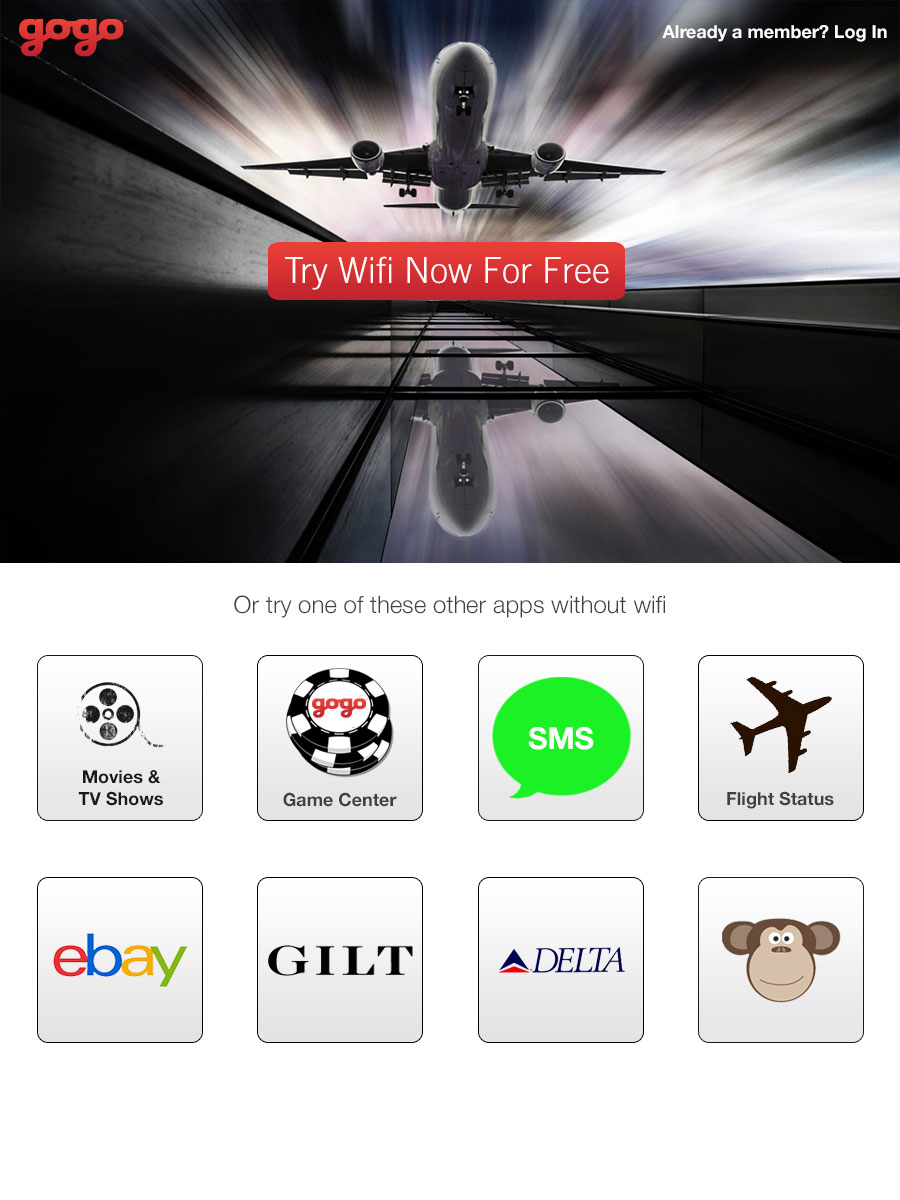 gogo
Already a member? Log In
Try Wifi Now For Free
Or try one of these other apps without wifi
Movies &
TV Shows
gogo
Game Center
SMS
Flight Status
ebay
GILT
DELTA